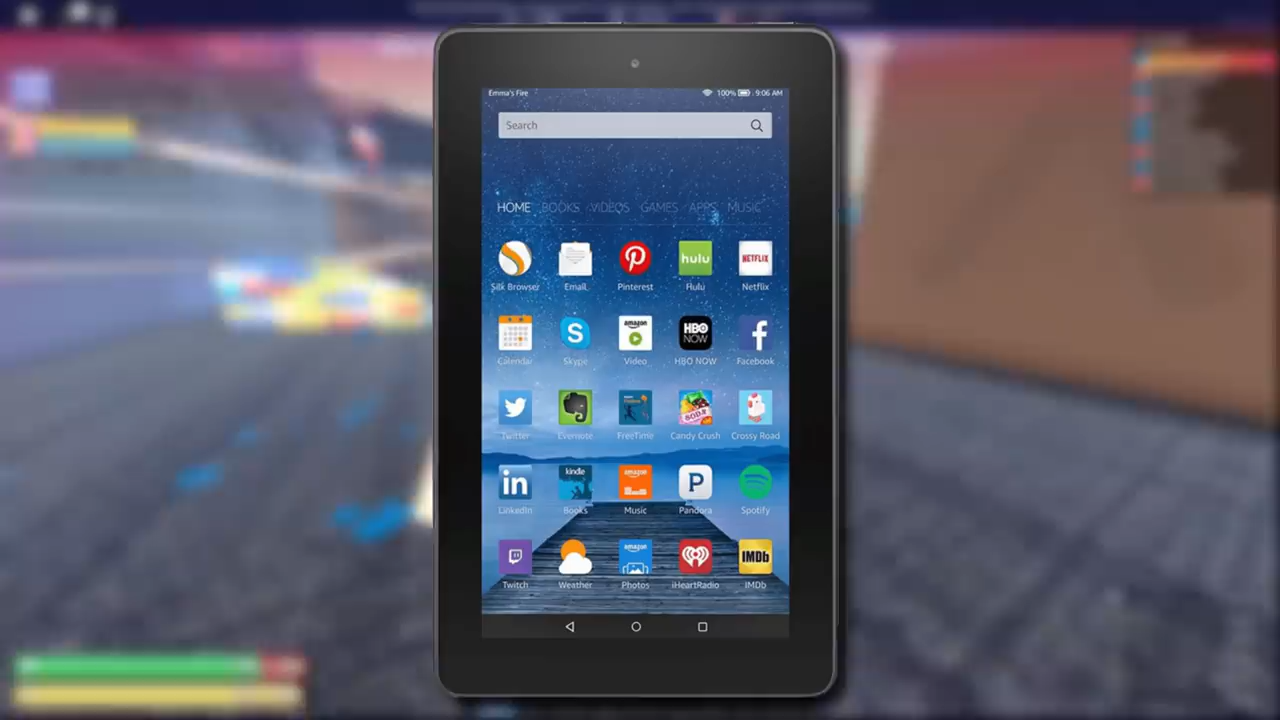 Emma's Fire 100% 9:06 AM
Search
HOME BOOKS VIDEOS GAMES APPS MUSIC
hulu NETFLIX
Silk Browser Email Pinterest Hulu Netflix
amazon HBO NOW
Calendar Skype Video HBO NOW Facebook
SODA
Twitter Evernote FreeTime Candy Crush Crossy Road
in kindle amazon P
LinkedIn Books Music Pandora Spotify
amazon IMDb
Twitch Weather Photos iHeartRadio IMDb